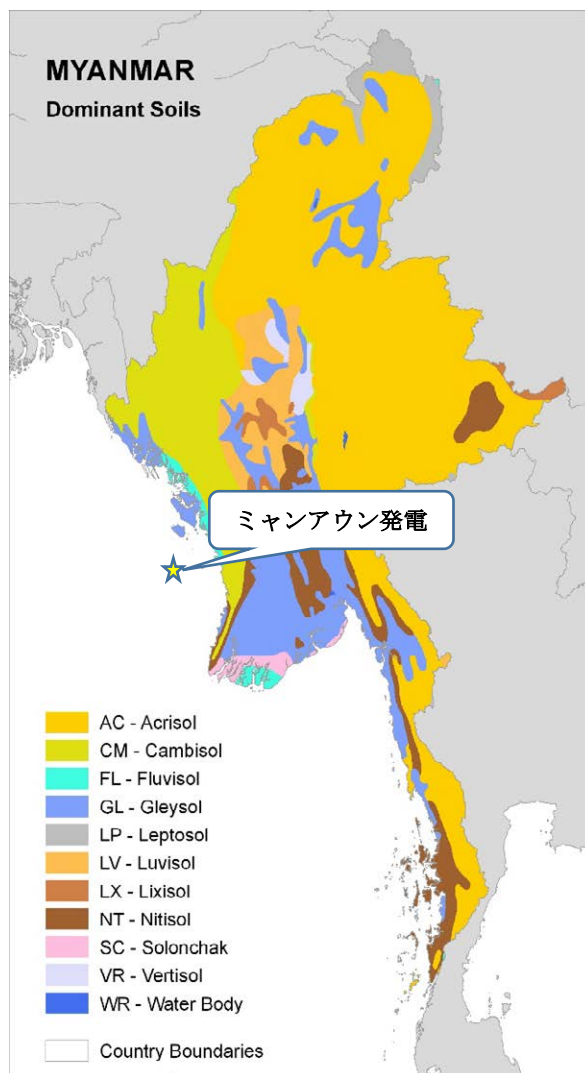 MYANMAR
Dominant Soils
ミャンアウン発電
AC - Acrisol
CM - Cambisol
FL - Fluvisol
GL - Gleysol
LP - Leptosol
LV - Luvisol
LX - Lixisol
NT - Nitisol
SC - Solonchak
VR - Vertisol
WR - Water Body
Country Boundaries